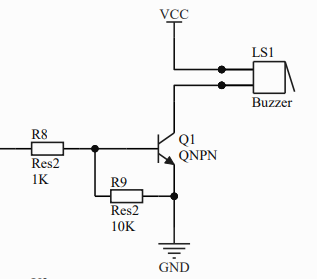 VCC
LS1
Buzzer
R8
Res2
1K
Q1
QNPN
R9
Res2
10K
GND